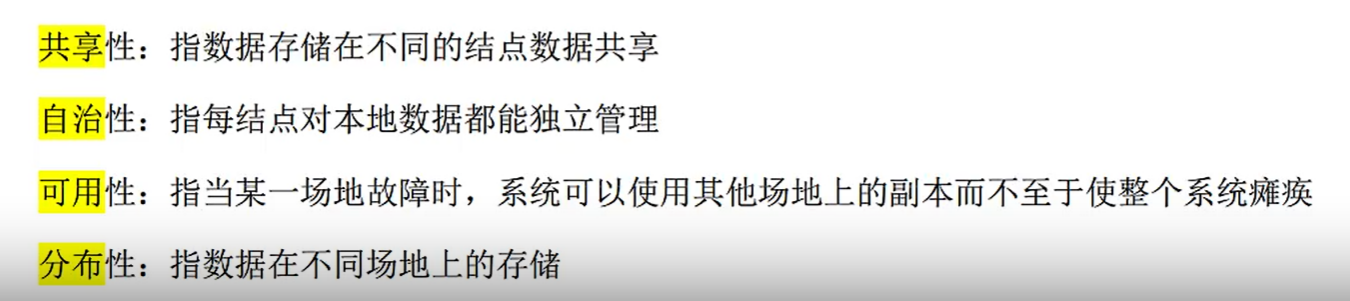 共享性：指数据存储在不同的结点数据共享
自治性：指每结点对本地数据都能独立管理
可用性：指当某一场地故障时，系统可以使用其他场地上的副本而不至于使整个系统瘫痪
分布性：指数据在不同场地上的存储